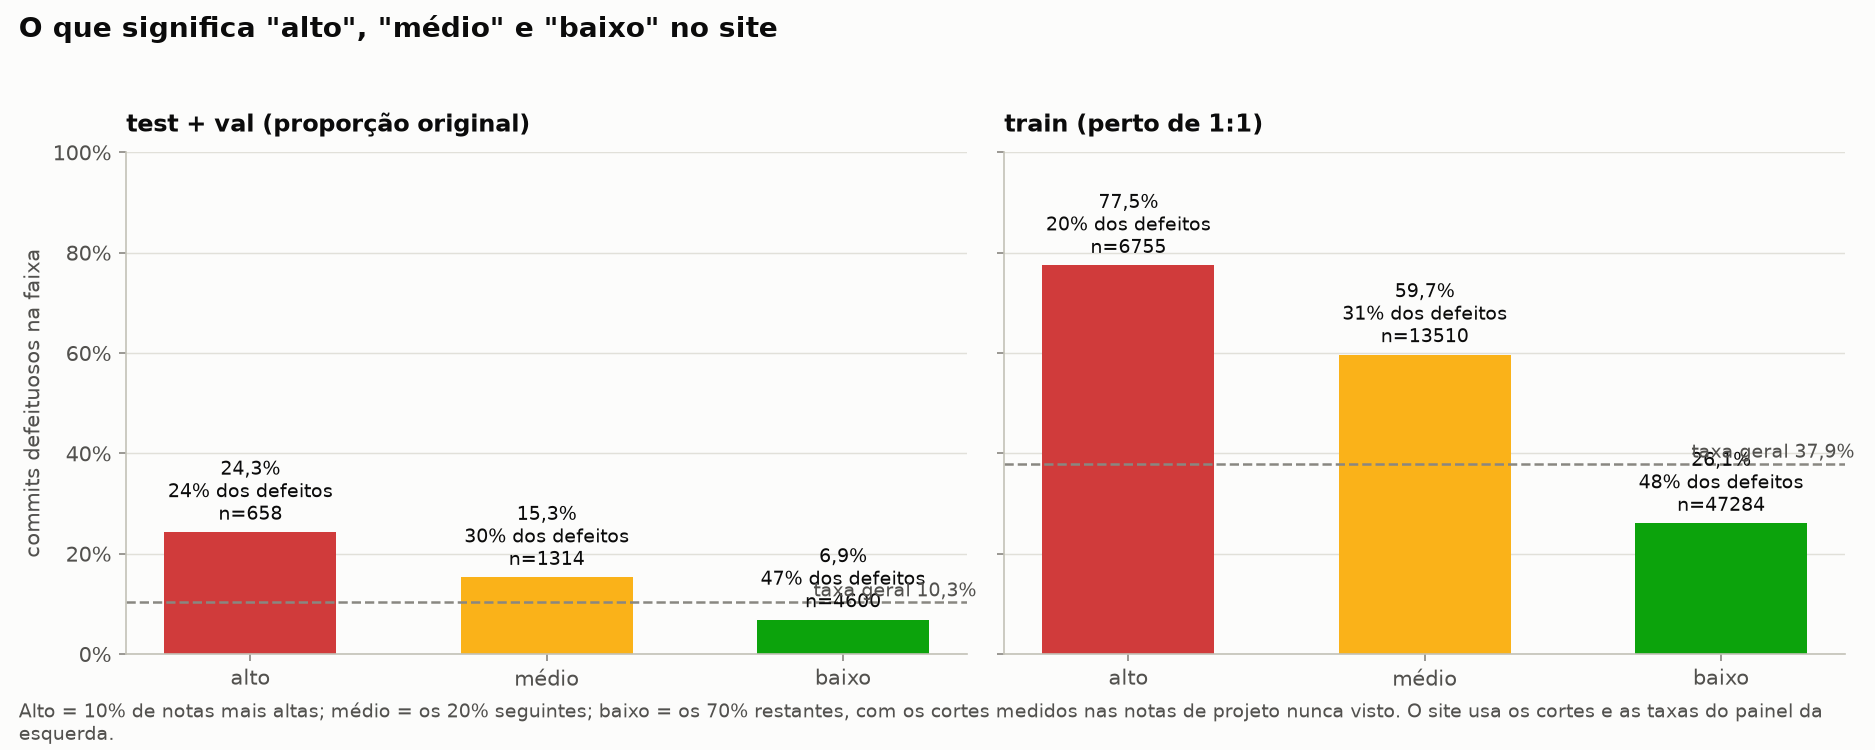 O que significa "alto", "médio" e "baixo" no site
test + val (proporção original)
commits defeituosos na faixa
100%
80%
60%
40%
20%
0%
24,3%
24% dos defeitos
n=658
15,3%
30% dos defeitos
n=1314
6,9%
47% dos defeitos
n=4600
taxa geral 10,3%
alto
médio
baixo
train (perto de 1:1)
77,5%
20% dos defeitos
n=6755
59,7%
31% dos defeitos
n=13510
taxa geral 37,9%
26,1%
48% dos defeitos
n=47284
alto
médio
baixo
Alto = 10% de notas mais altas; médio = os 20% seguintes; baixo = os 70% restantes, com os cortes medidos nas notas de projeto nunca visto. O site usa os cortes e as taxas do painel da
esquerda.